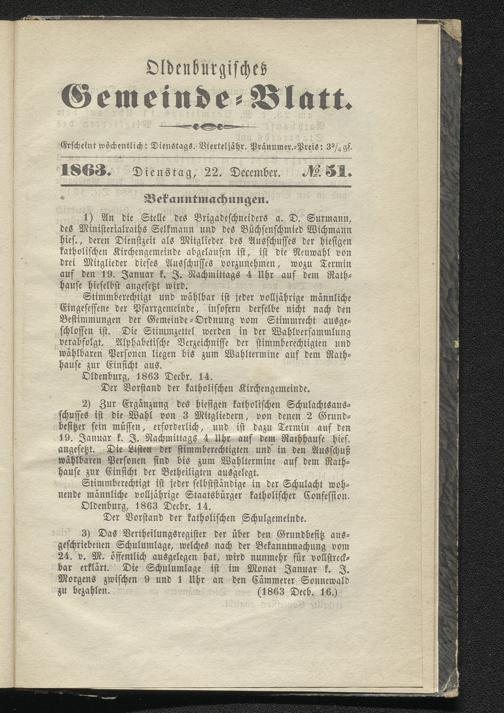 Oldenburgisches
Gemeinde-Blatt.
Erscheint wöchentlich: Dienstags. Vierteljähr. Pränumer.-Preis: 3¾ gſ.
1863. Dienstag, 22. December. № 51.
Bekanntmachungen.
1) An die Stelle des Brigadeschneiders a. D. Surmann,
des Ministerialraths Selkmann und des Büchsenschmied Wichmann
hies., deren Dienstzeit als Mitglieder des Ausschusses der hiesigen
katholischen Kirchengemeinde abgelaufen ist, ist die Neuwahl von
drei Mitglieder dieses Ausschusses vorzunehmen, wozu Termin
auf den 19. Januar k. J. Nachmittags 4 Uhr auf dem Rath-
hause hieselbst angesetzt wird.
Stimmberechtigt und wählbar ist jeder volljährige männliche
Eingesessene der Pfarrgemeinde, insofern derselbe nicht nach den
Bestimmungen der Gemeinde-Ordnung vom Stimmrecht ausge-
schlossen ist. Die Stimmzettel werden in der Wahlversammlung
verabfolgt. Alphabetische Verzeichnisse der stimmberechtigten und
wählbaren Personen liegen bis zum Wahltermine auf dem Rath-
hause zur Einsicht aus.
Oldenburg, 1863 Decbr. 14.
Der Vorstand der katholischen Kirchengemeinde.
2) Zur Ergänzung des hiesigen katholischen Schulachtsaus-
schusses ist die Wahl von 3 Mitgliedern, von denen 2 Grund-
besitzer sein müssen, erforderlich, und ist dazu Termin auf den
19. Januar k. J. Nachmittags 4 Uhr auf dem Rathhause hies.
angesetzt. Die Listen der stimmberechtigten und in den Ausschuß
wählbaren Personen sind bis zum Wahltermine auf dem Rath-
hause zur Einsicht der Betheiligten ausgelegt.
Stimmberechtigt ist jeder selbstständige in der Schulacht woh-
nende männliche volljährige Staatsbürger katholischer Confession.
Oldenburg, 1863 Decbr. 14.
Der Vorstand der katholischen Schulgemeinde.
3) Das Vertheilungsregister der über den Grundbesitz aus-
geschriebenen Schulumlage, welches nach der Bekanntmachung vom
24. v. M. öffentlich ausgelegen hat, wird nunmehr für vollstreck-
bar erklärt. Die Schulumlage ist im Monat Januar k. J.
Morgens zwischen 9 und 1 Uhr an den Cämmerer Sonnewald
zu bezahlen. (1863 Decb. 16.)